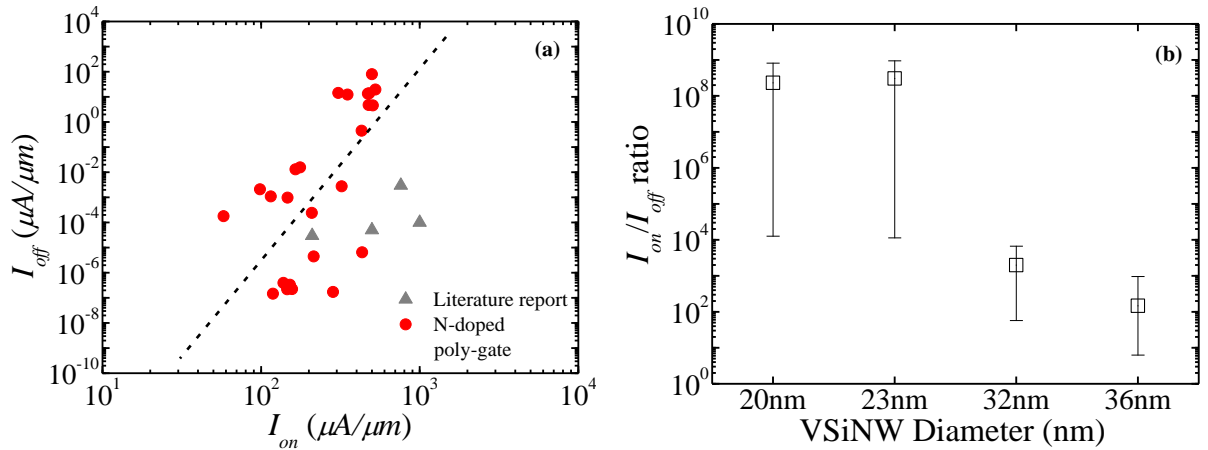 (a)
10^4
10^2
10^0
10^-2
10^-4
10^-6
10^-8
10^-10
I_off (μA/μm)
Literature report
N-doped
poly-gate
10^1
10^2
10^3
10^4
I_on (μA/μm)
(b)
10^10
10^8
10^6
10^4
10^2
10^0
I_on/I_off ratio
20nm
23nm
32nm
36nm
VSiNW Diameter (nm)